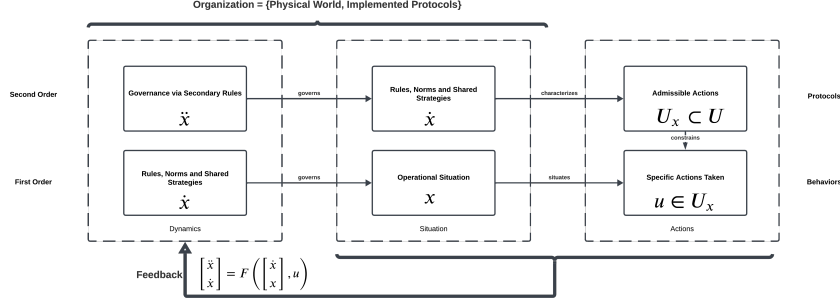 Organization = {Physical World, Implemented Protocols}
Second Order
Governance via Secondary Rules
ẍ
governs
Rules, Norms and Shared
Strategies
ẋ
characterizes
Admissible Actions
Uₓ ⊂ U
Protocols
constrains
First Order
Rules, Norms and Shared
Strategies
ẋ
governs
Operational Situation
x
situates
Specific Actions Taken
u ∈ Uₓ
Behaviors
Dynamics
Situation
Actions
Feedback
[ẍ ẋ] = F([ẋ x], u)